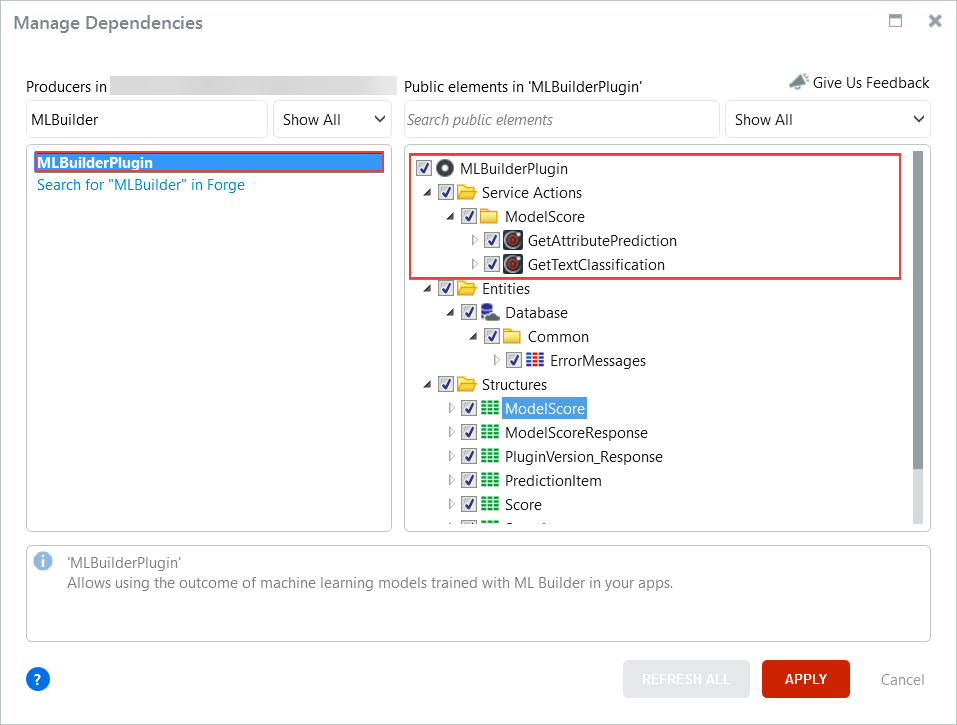 Manage Dependencies
Producers in
Public elements in 'MLBuilderPlugin'
Give Us Feedback
MLBuilder
Show All
Search public elements
Show All
MLBuilderPlugin
Search for "MLBuilder" in Forge
MLBuilderPlugin
Service Actions
ModelScore
GetAttributePrediction
GetTextClassification
Entities
Database
Common
ErrorMessages
Structures
ModelScore
ModelScoreResponse
PluginVersion_Response
PredictionItem
Score
'MLBuilderPlugin'
Allows using the outcome of machine learning models trained with ML Builder in your apps.
?
REFRESH ALL
APPLY
Cancel